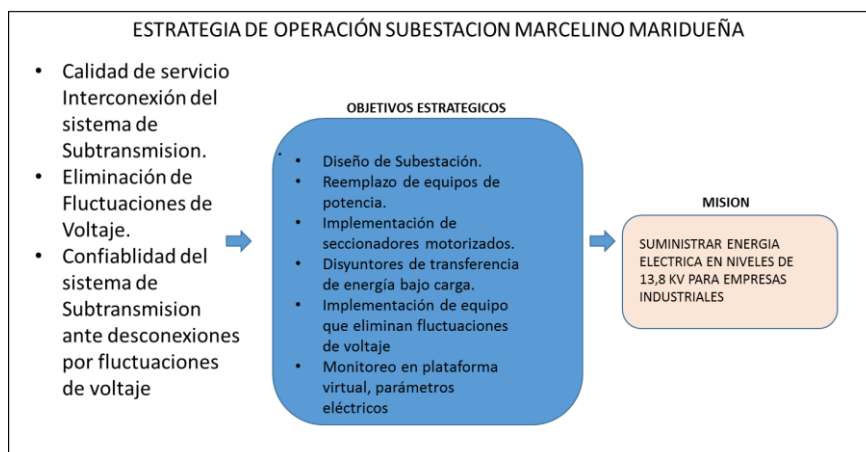 ESTRATEGIA DE OPERACIÓN SUBESTACION MARCELINO MARIDUEÑA
• Calidad de servicio
Interconexión del
sistema de
Subtransmision.
• Eliminación de
Fluctuaciones de
Voltaje.
• Confiablidad del
sistema de
Subtransmision
ante desconexiones
por fluctuaciones
de voltaje
OBJETIVOS ESTRATEGICOS
• Diseño de Subestación.
• Reemplazo de equipos de
potencia.
• Implementación de
seccionadores motorizados.
• Disyuntores de transferencia
de energía bajo carga.
• Implementación de equipo
que eliminan fluctuaciones
de voltaje
• Monitoreo en plataforma
virtual, parámetros
eléctricos
MISION
SUMINISTRAR ENERGIA
ELECTRICA EN NIVELES DE
13,8 KV PARA EMPRESAS
INDUSTRIALES